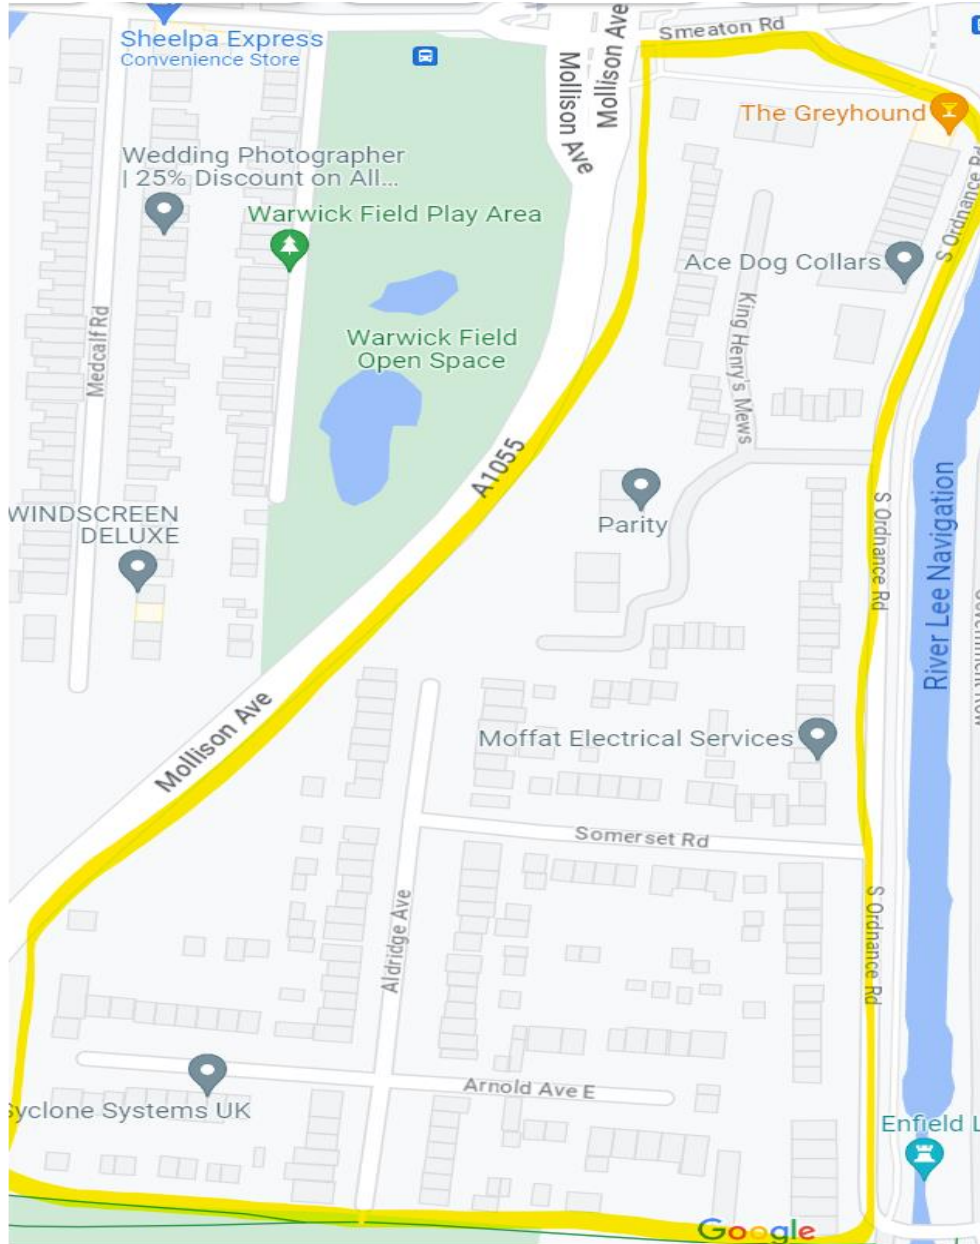 Sheelpa Express
Convenience Store
Mollison Ave
Mollison Ave
Smeaton Rd
The Greyhound
Wedding Photographer
| 25% Discount on All...
Warwick Field Play Area
S Ordnance Rd
Ace Dog Collars
King Henry's Mews
Medcalf Rd
Warwick Field
Open Space
A1055
WINDSCREEN
DELUXE
Parity
S Ordnance Rd
River Lee Navigation
Mollison Ave
Moffat Electrical Services
Somerset Rd
Aldridge Ave
S Ordnance Rd
Arnold Ave E
Syclone Systems UK
Enfield L
Google